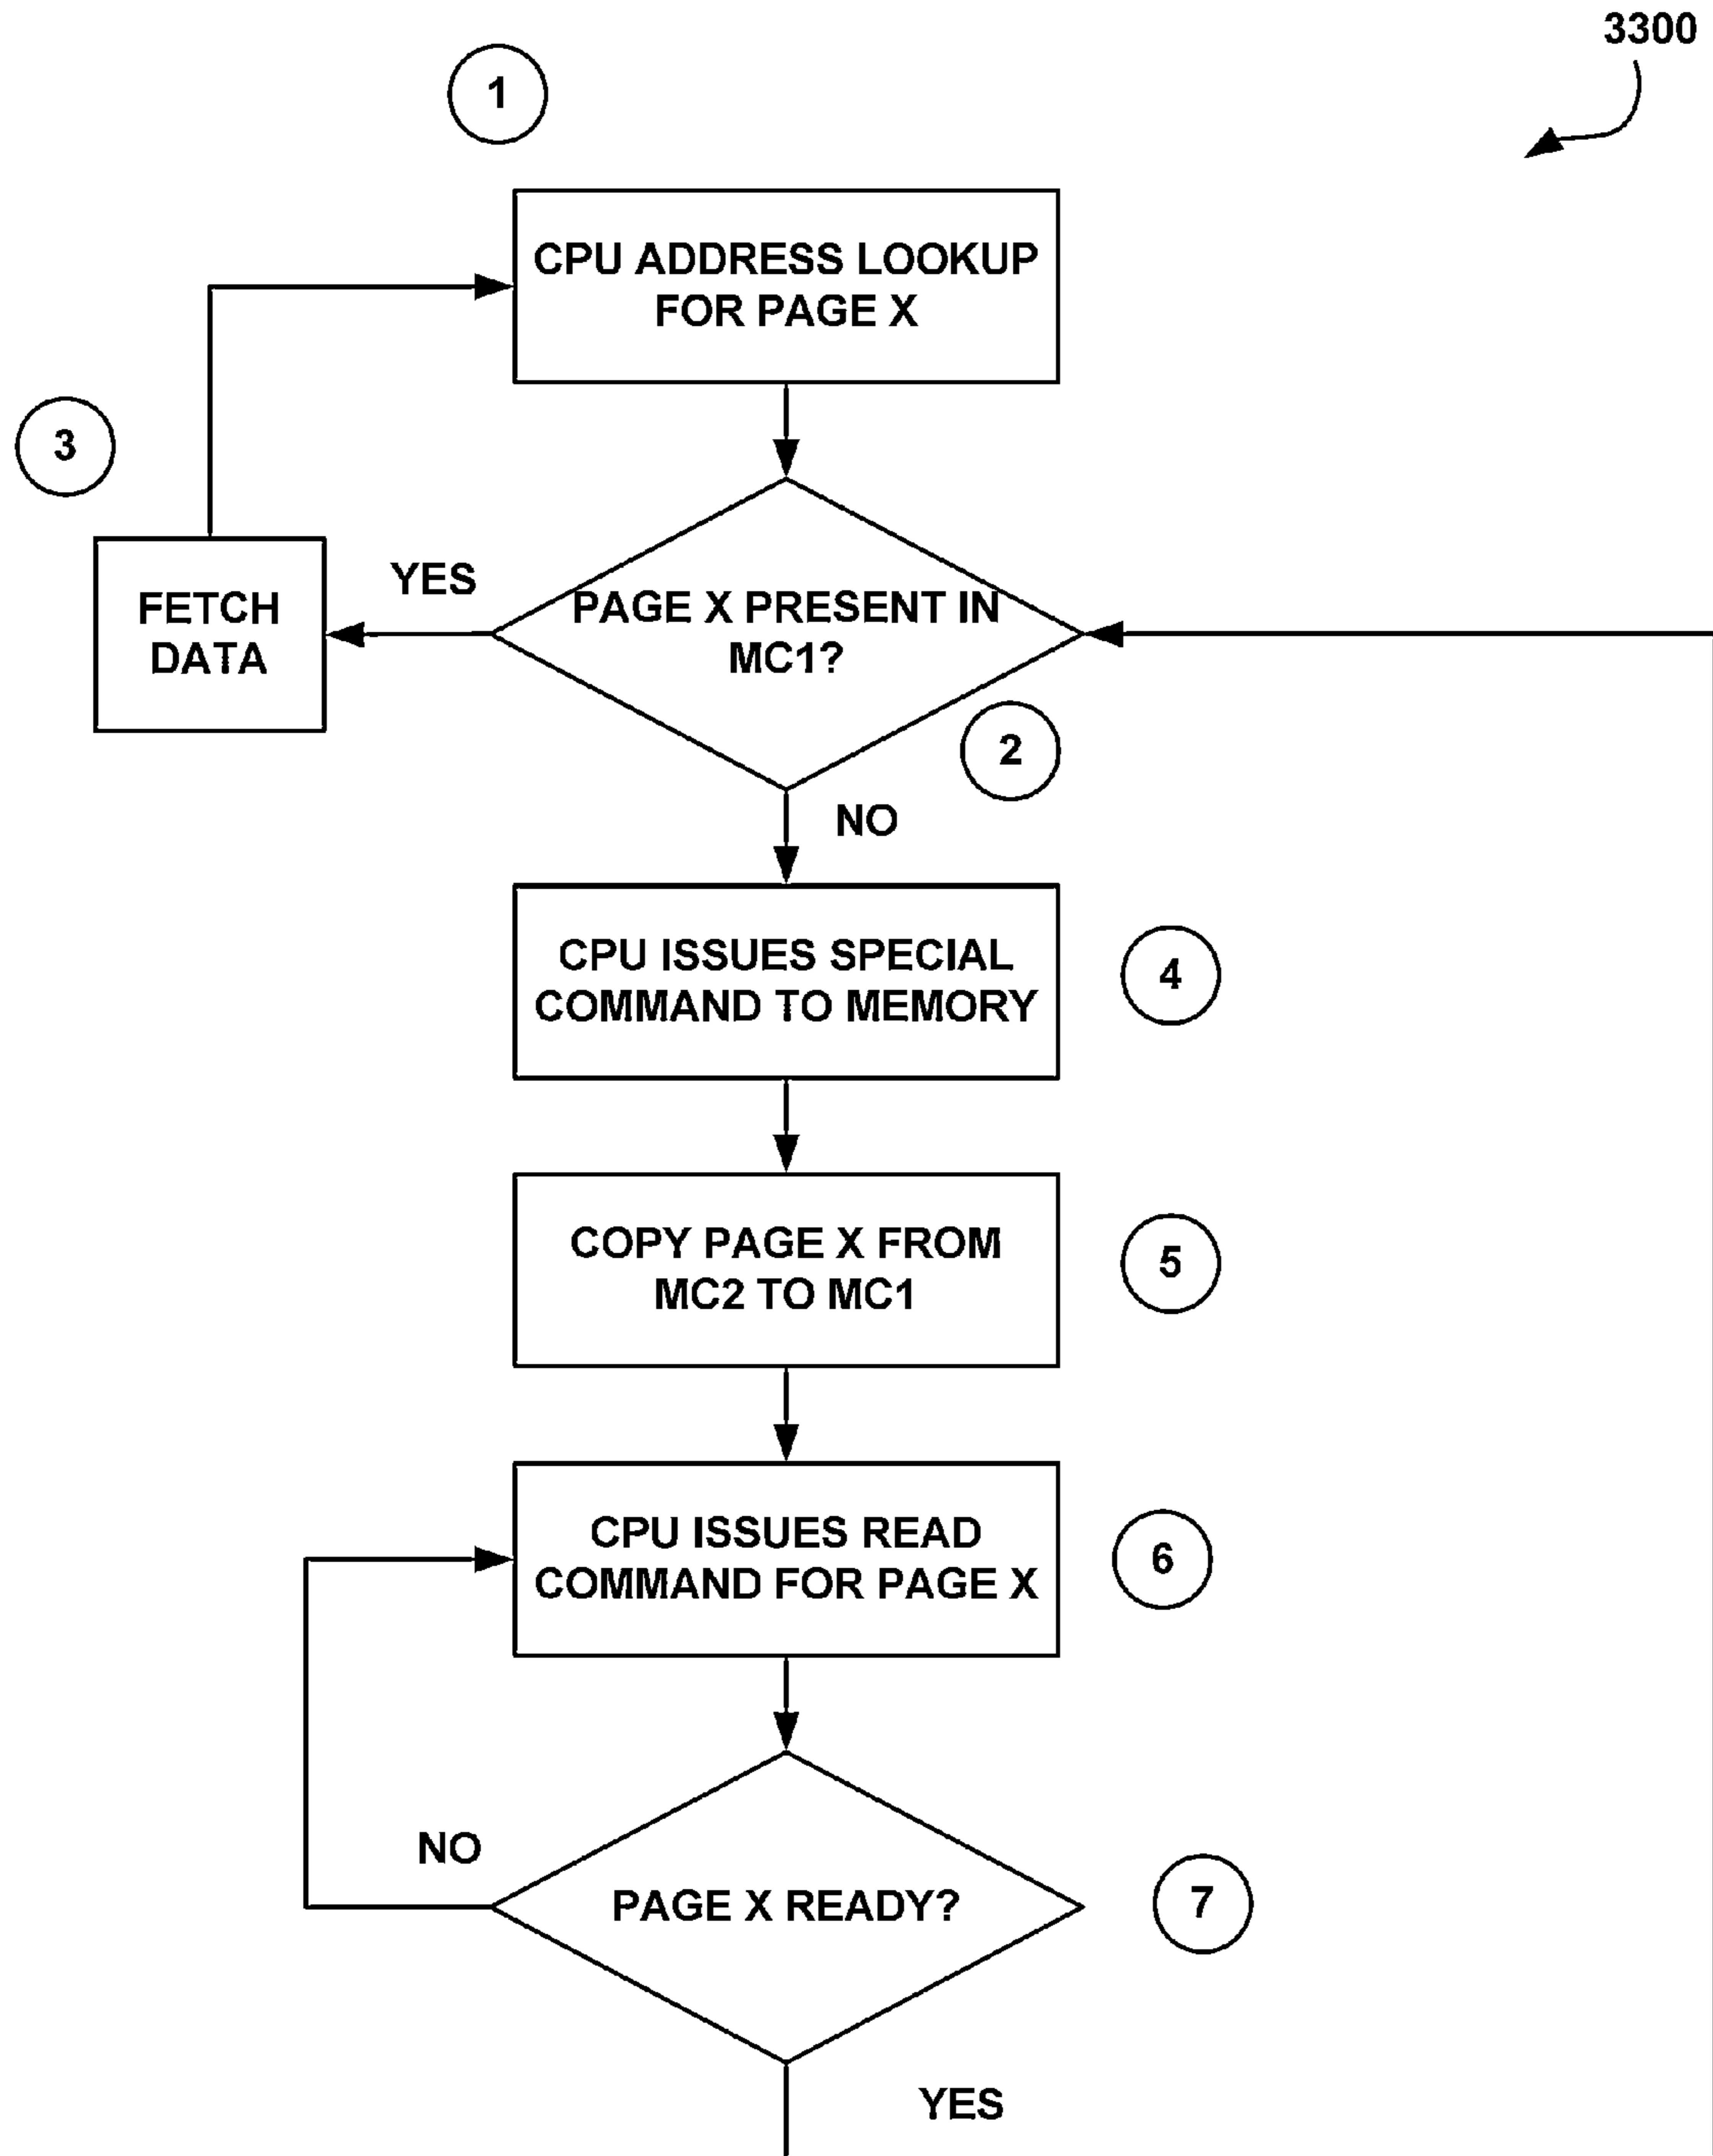 3300
1
CPU ADDRESS LOOKUP
FOR PAGE X
3
YES
FETCH
DATA
PAGE X PRESENT IN
MC1?
2
NO
CPU ISSUES SPECIAL
COMMAND TO MEMORY
4
COPY PAGE X FROM
MC2 TO MC1
5
CPU ISSUES READ
COMMAND FOR PAGE X
6
NO
PAGE X READY?
7
YES